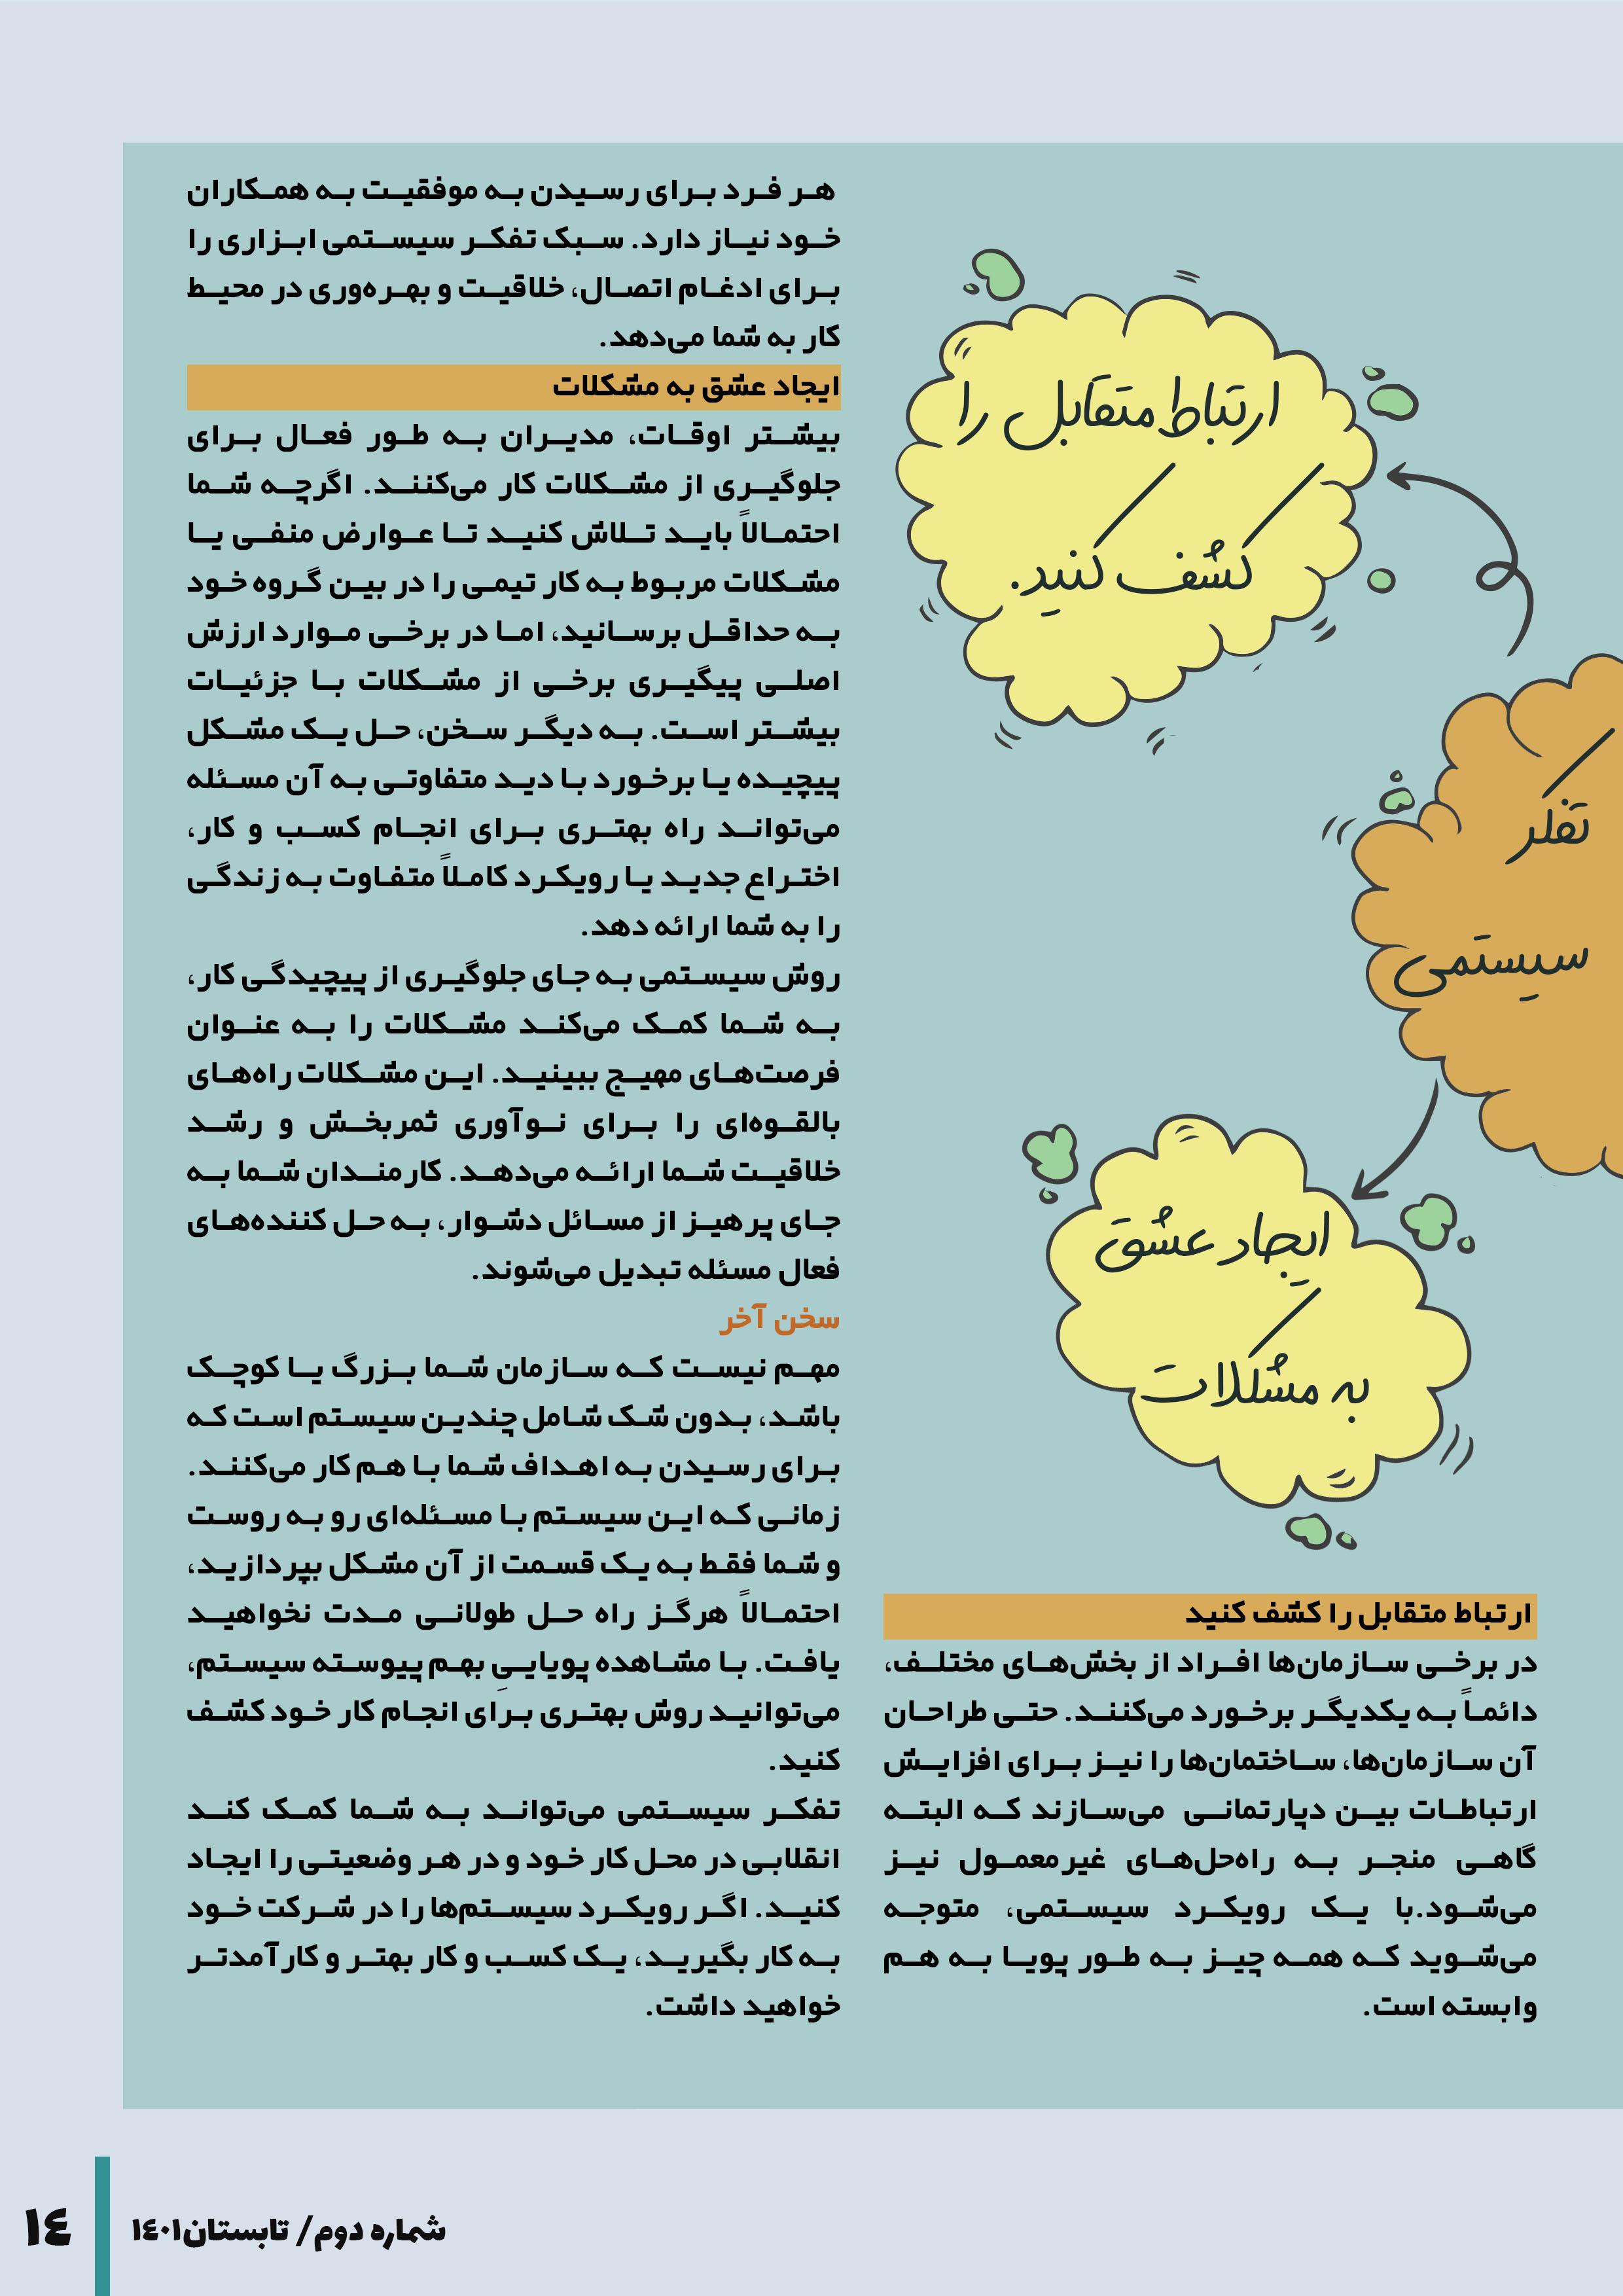 ارتباط متقابل را
کشف کنید.
تفکر
سیستمی
ایجاد عشق
به مشکلات
ارتباط متقابل را کشف کنید
در برخی سازمان‌ها افراد از بخش‌های مختلف،
دائماً به یکدیگر برخورد می‌کنند. حتی طراحان
آن سازمان‌ها، ساختمان‌ها را نیز برای افزایش
ارتباطات بین دپارتمانی می‌سازند که البته
گاهی منجر به راه‌حل‌های غیرمعمول نیز
می‌شود.با یک رویکرد سیستمی، متوجه
می‌شوید که همه چیز به طور پویا به هم
وابسته است.
هر فرد برای رسیدن به موفقیت به همکاران
خود نیاز دارد. سبک تفکر سیستمی ابزاری را
برای ادغام اتصال، خلاقیت و بهره‌وری در محیط
کار به شما می‌دهد.
ایجاد عشق به مشکلات
بیشتر اوقات، مدیران به طور فعال برای
جلوگیری از مشکلات کار می‌کنند. اگرچه شما
احتمالاً باید تلاش کنید تا عوارض منفی یا
مشکلات مربوط به کار تیمی را در بین گروه خود
به حداقل برسانید، اما در برخی موارد ارزش
اصلی پیگیری برخی از مشکلات با جزئیات
بیشتر است. به دیگر سخن، حل یک مشکل
پیچیده یا برخورد با دید متفاوتی به آن مسئله
می‌تواند راه بهتری برای انجام کسب و کار،
اختراع جدید یا رویکرد کاملاً متفاوت به زندگی
را به شما ارائه دهد.
روش سیستمی به جای جلوگیری از پیچیدگی کار،
به شما کمک می‌کند مشکلات را به عنوان
فرصت‌های مهیج ببینید. این مشکلات راه‌های
بالقوه‌ای را برای نوآوری ثمربخش و رشد
خلاقیت شما ارائه می‌دهد. کارمندان شما به
جای پرهیز از مسائل دشوار، به حل کننده‌های
فعال مسئله تبدیل می‌شوند.
سخن آخر
مهم نیست که سازمان شما بزرگ یا کوچک
باشد، بدون شک شامل چندین سیستم است که
برای رسیدن به اهداف شما با هم کار می‌کنند.
زمانی که این سیستم با مسئله‌ای رو به روست
و شما فقط به یک قسمت از آن مشکل بپردازید،
احتمالاً هرگز راه حل طولانی مدت نخواهید
یافت. با مشاهده پویاییِ بهم پیوسته سیستم،
می‌توانید روش بهتری برای انجام کار خود کشف
کنید.
تفکر سیستمی می‌تواند به شما کمک کند
انقلابی در محل کار خود و در هر وضعیتی را ایجاد
کنید. اگر رویکرد سیستم‌ها را در شرکت خود
به کار بگیرید، یک کسب و کار بهتر و کارآمدتر
خواهید داشت.
شماره دوم/ تابستان۱٤۰۱
۱٤